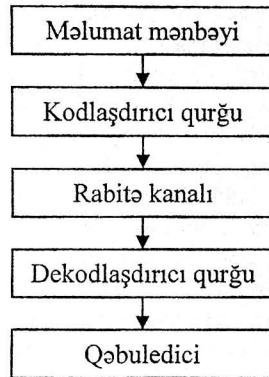 Məlumat mənbəyi
Kodlaşdırıcı qurğu
Rabitə kanalı
Dekodlaşdırıcı qurğu
Qəbuledici